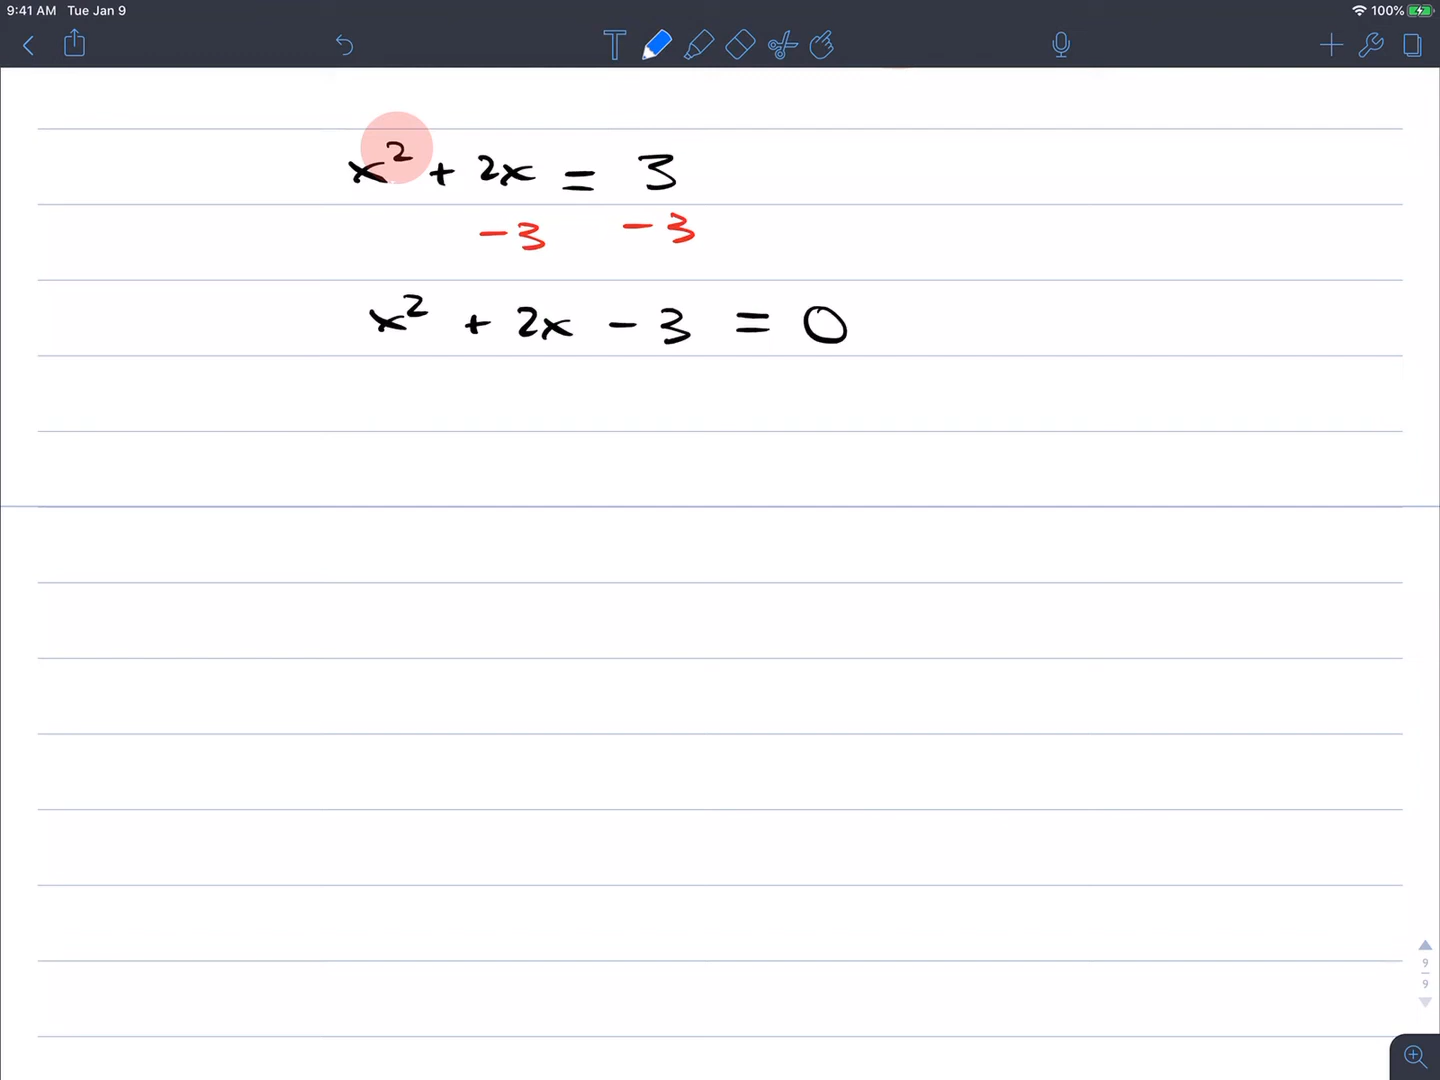 9:41 AM Tue Jan 9 100%
x² + 2x = 3
-3 -3
x² + 2x - 3 = 0
9
9